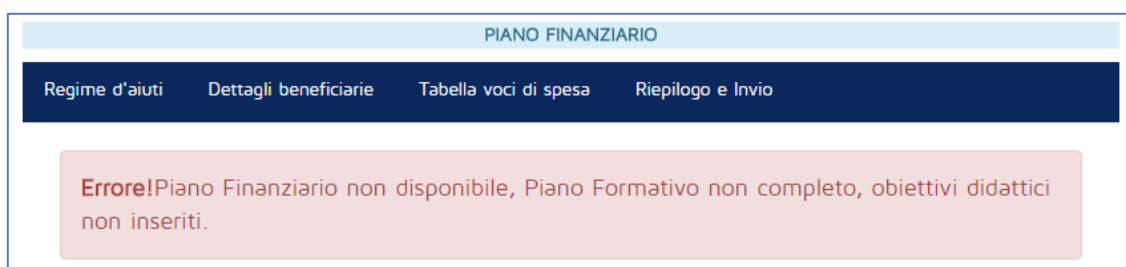 PIANO FINANZIARIO
Regime d'aiuti Dettagli beneficiarie Tabella voci di spesa Riepilogo e Invio
Errore!Piano Finanziario non disponibile, Piano Formativo non completo, obiettivi didattici
non inseriti.